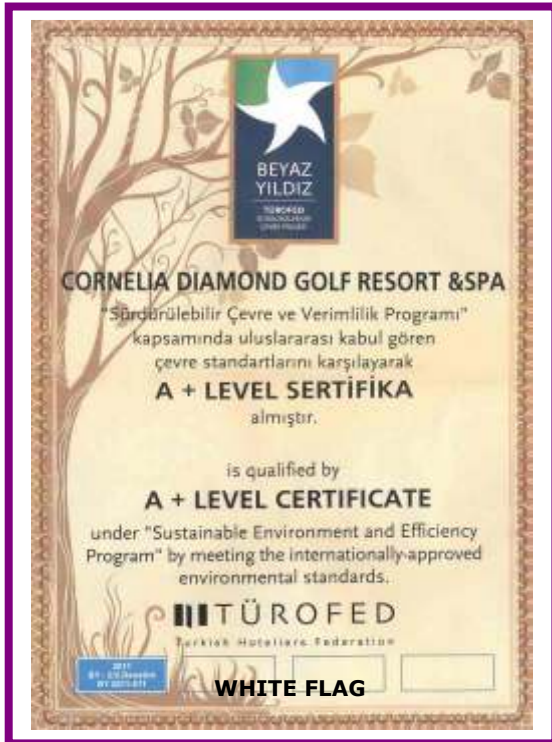 BEYAZ
YILDIZ
TÜROFED
CORNELIA DIAMOND GOLF RESORT &SPA
"Sürdürülebilir Çevre ve Verimlilik Programı"
kapsamında uluslararası kabul gören
çevre standartlarını karşılayarak
A + LEVEL SERTİFİKA
almıştır.
is qualified by
A + LEVEL CERTIFICATE
under "Sustainable Environment and Efficiency
Program" by meeting the internationally-approved
environmental standards.
TÜROFED
Turkish Hoteliers Federation
WHITE FLAG